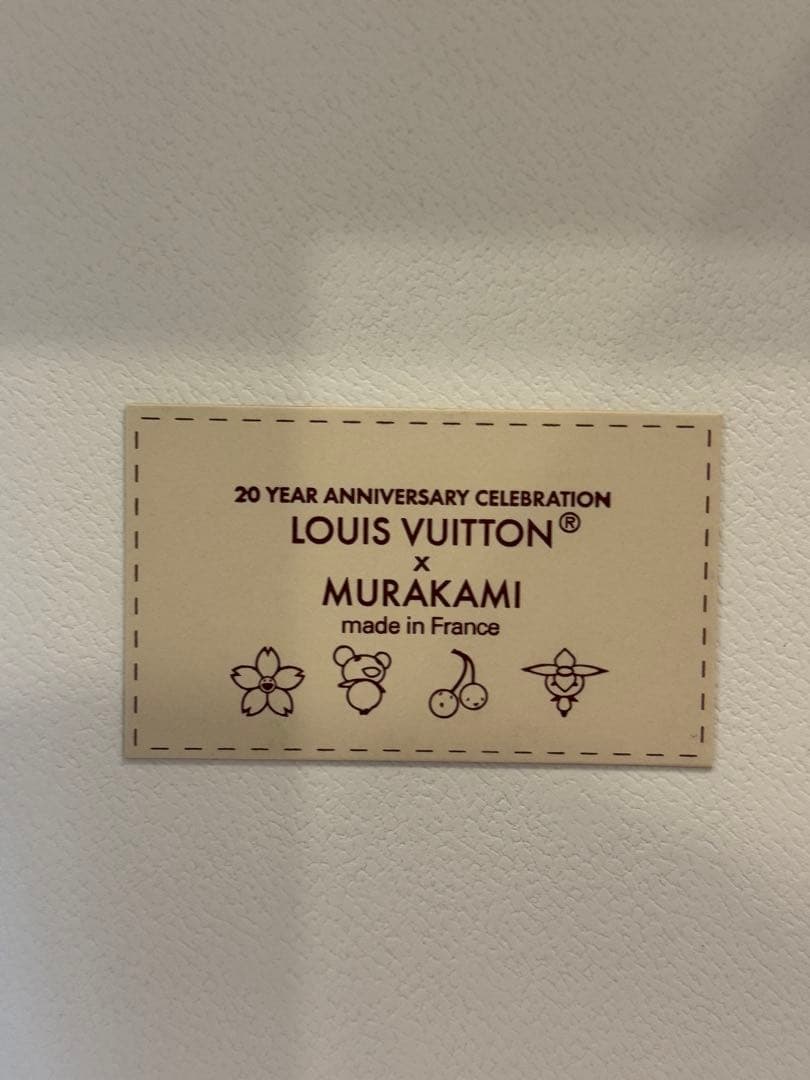 20 YEAR ANNIVERSARY CELEBRATION
LOUIS VUITTON®
x
MURAKAMI
made in France